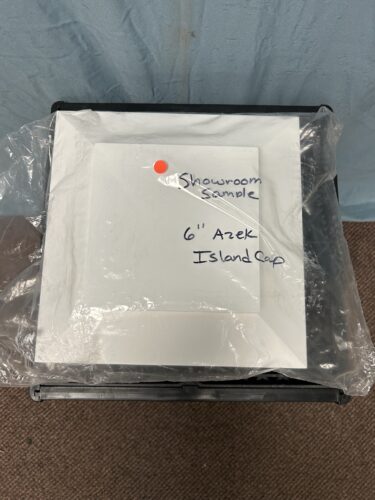 Showroom
Sample
6" Azek
Island Cap